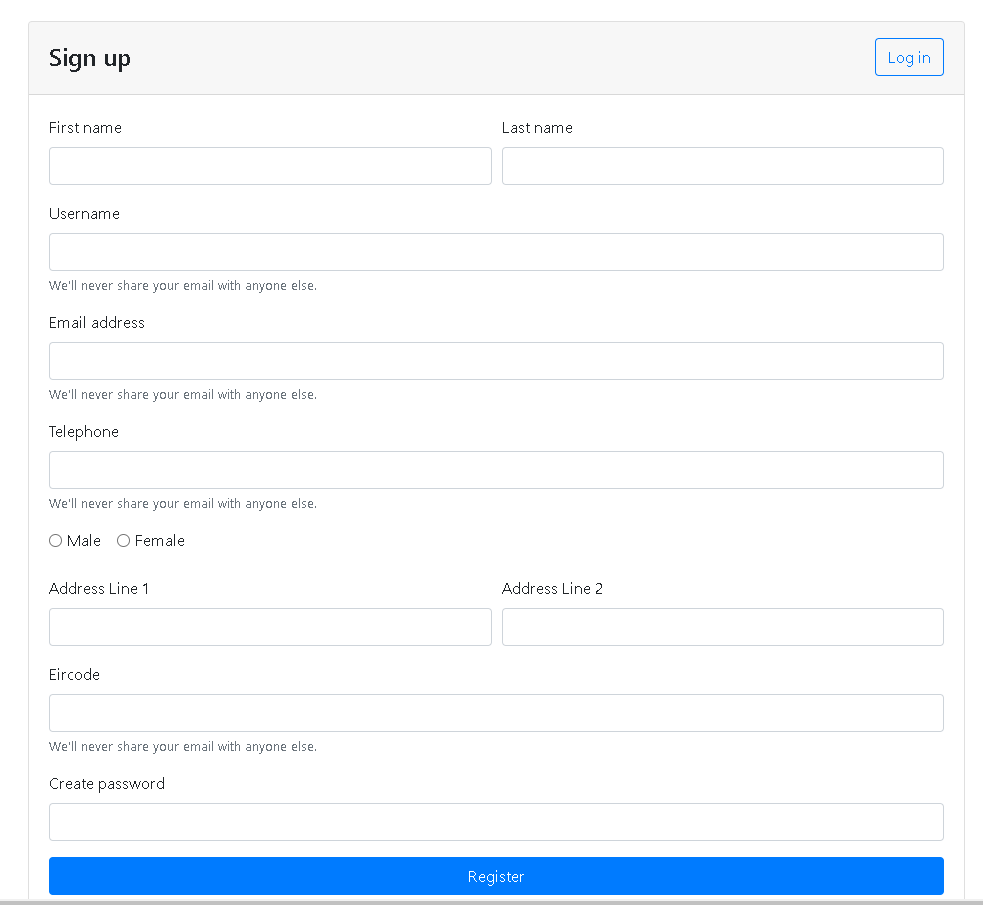 Sign up
Log in
First name
Last name
Username
We'll never share your email with anyone else.
Email address
We'll never share your email with anyone else.
Telephone
We'll never share your email with anyone else.
Male
Female
Address Line 1
Address Line 2
Eircode
We'll never share your email with anyone else.
Create password
Register